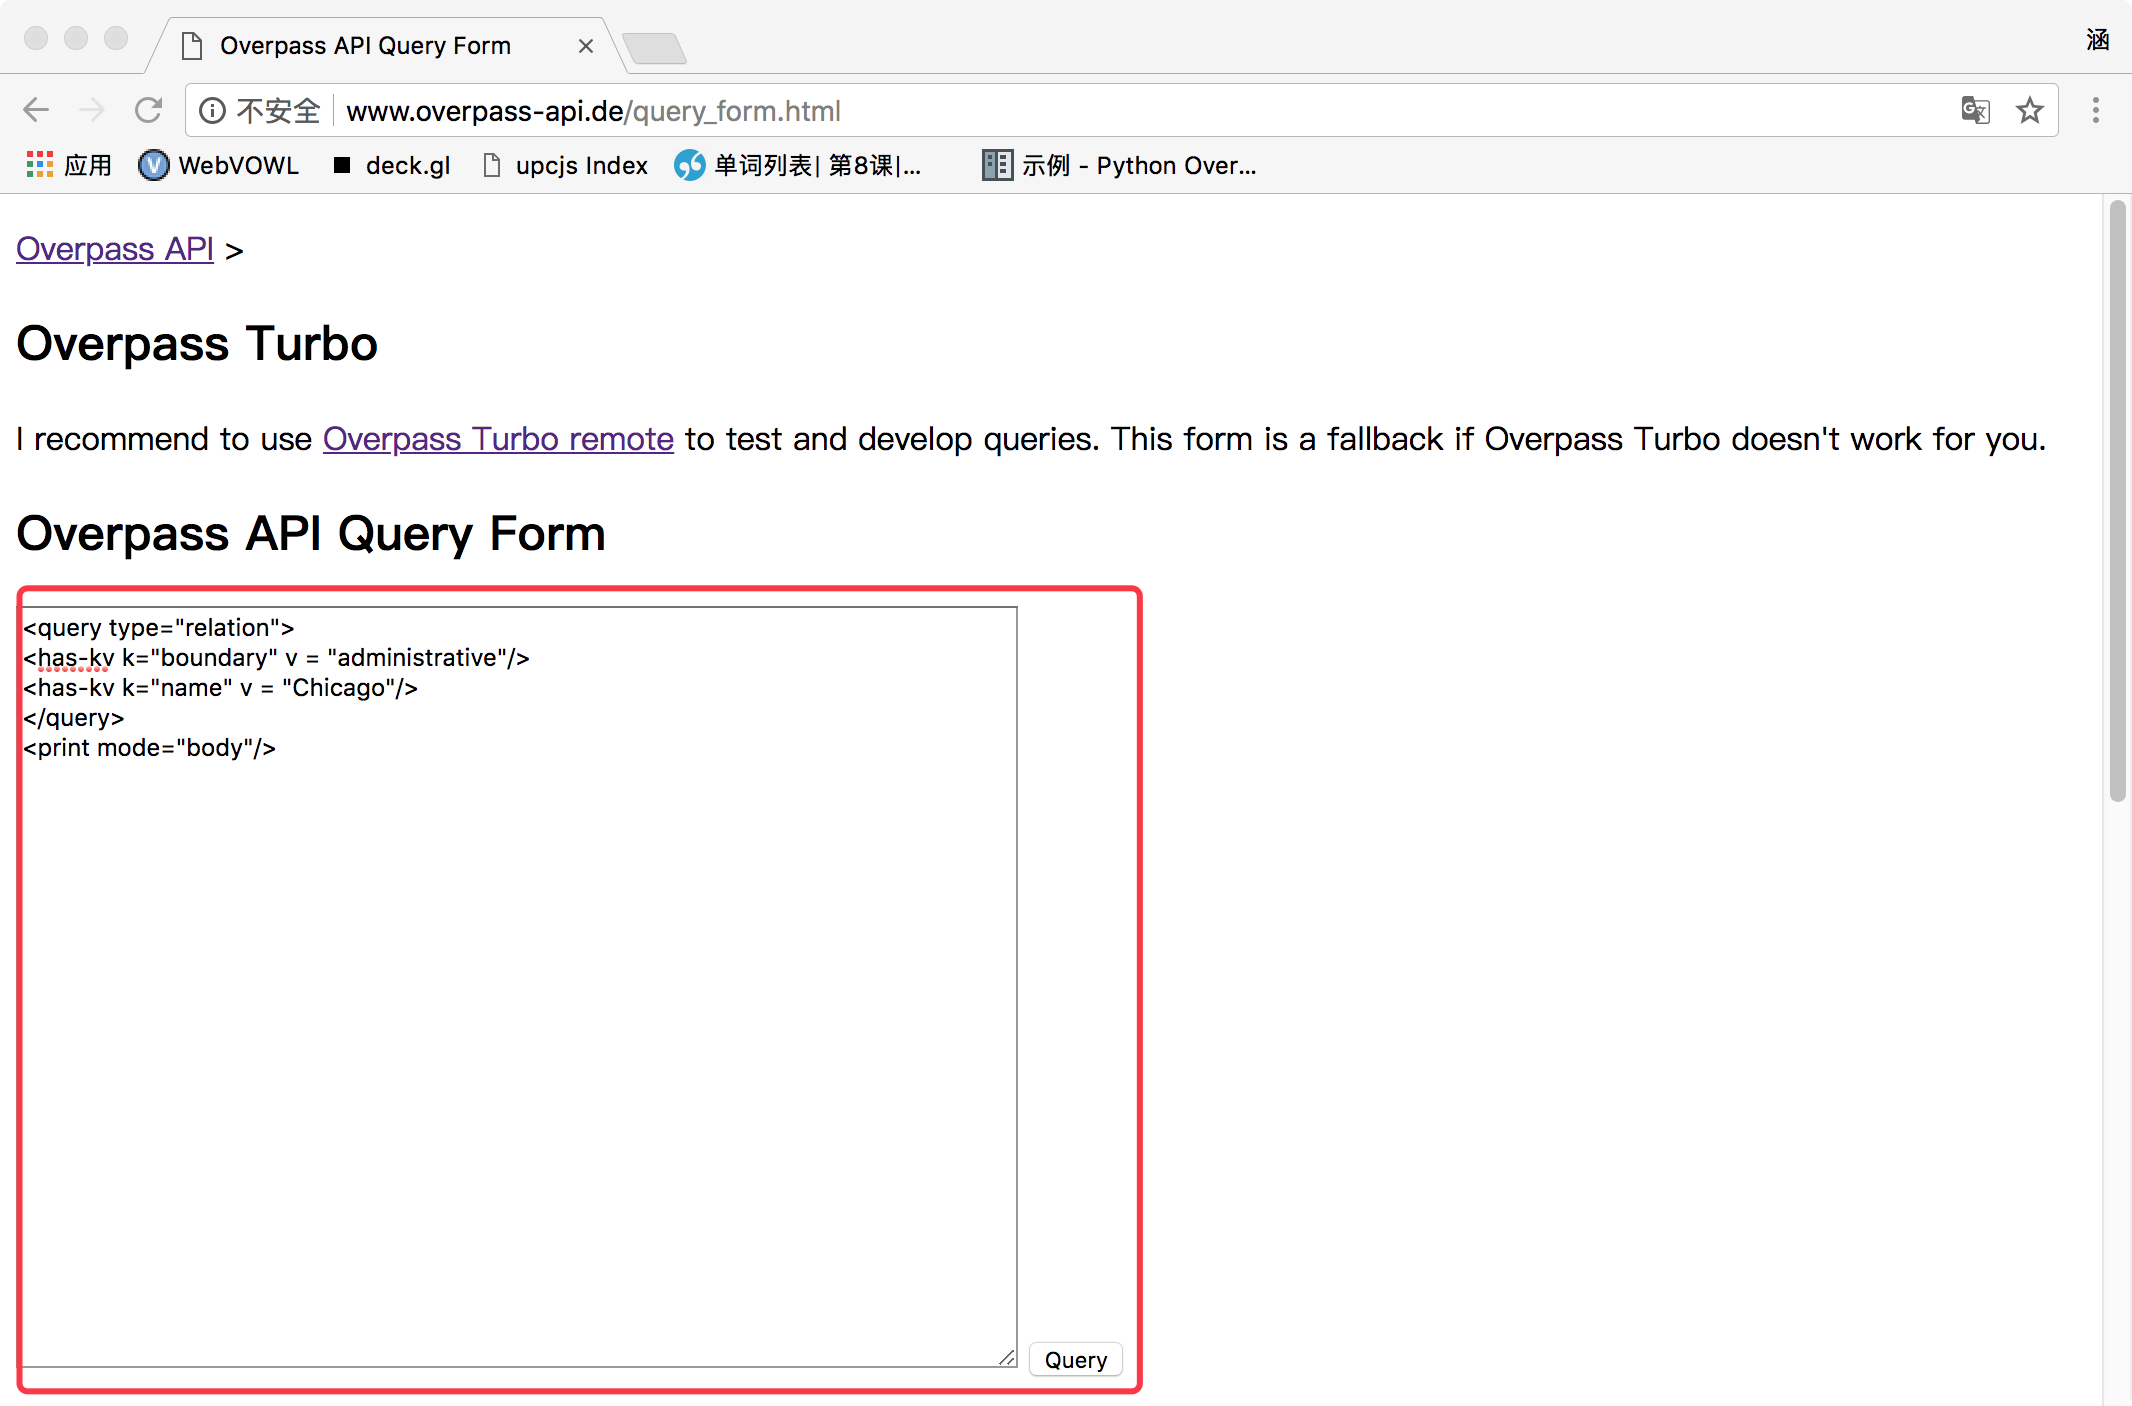 Overpass API Query Form
涵
不安全 www.overpass-api.de/query_form.html
应用 WebVOWL deck.gl upcjs Index 单词列表| 第8课|... 示例 - Python Over...
Overpass API >
Overpass Turbo
I recommend to use Overpass Turbo remote to test and develop queries. This form is a fallback if Overpass Turbo doesn't work for you.
Overpass API Query Form
<query type="relation">
<has-kv k="boundary" v = "administrative"/>
<has-kv k="name" v = "Chicago"/>
</query>
<print mode="body"/>
Query